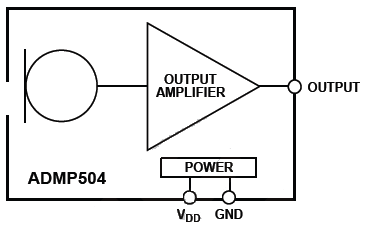 OUTPUT
AMPLIFIER
OUTPUT
POWER
ADMP504
VDD
GND